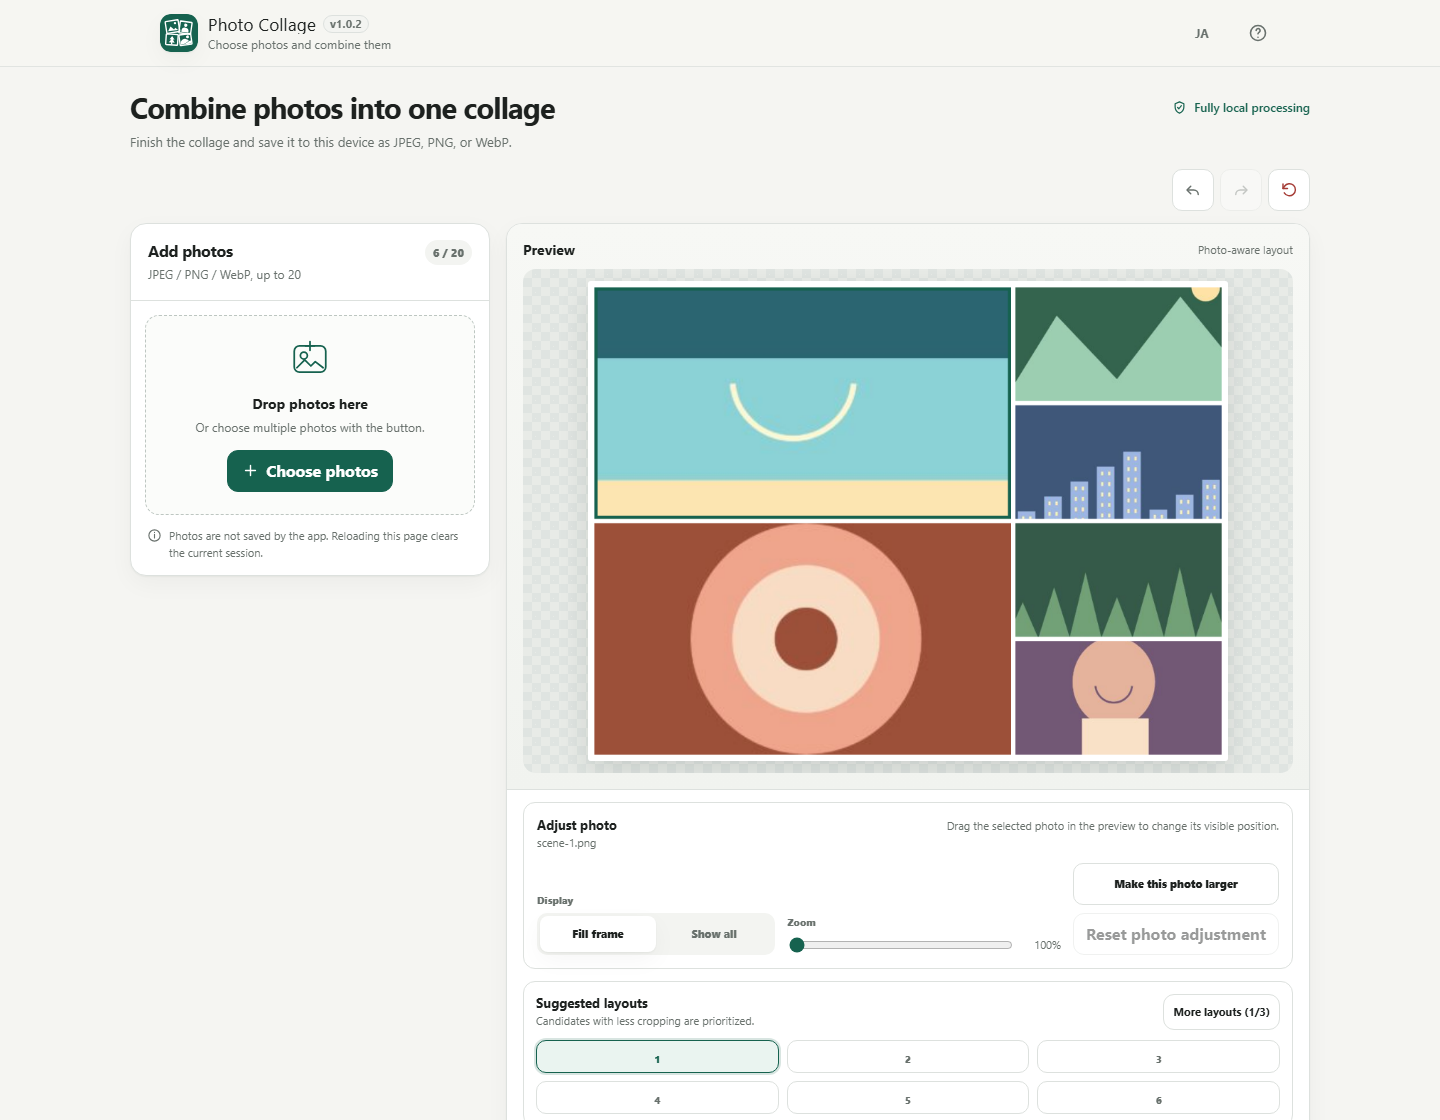 Photo Collage v1.0.2
Choose photos and combine them
JA
Combine photos into one collage
Fully local processing
Finish the collage and save it to this device as JPEG, PNG, or WebP.
Add photos
6 / 20
JPEG / PNG / WebP, up to 20
Drop photos here
Or choose multiple photos with the button.
+ Choose photos
Photos are not saved by the app. Reloading this page clears
the current session.
Preview
Photo-aware layout
Adjust photo
Drag the selected photo in the preview to change its visible position.
scene-1.png
Make this photo larger
Display
Fill frame
Show all
Zoom
100%
Reset photo adjustment
Suggested layouts
Candidates with less cropping are prioritized.
More layouts (1/3)
1
2
3
4
5
6